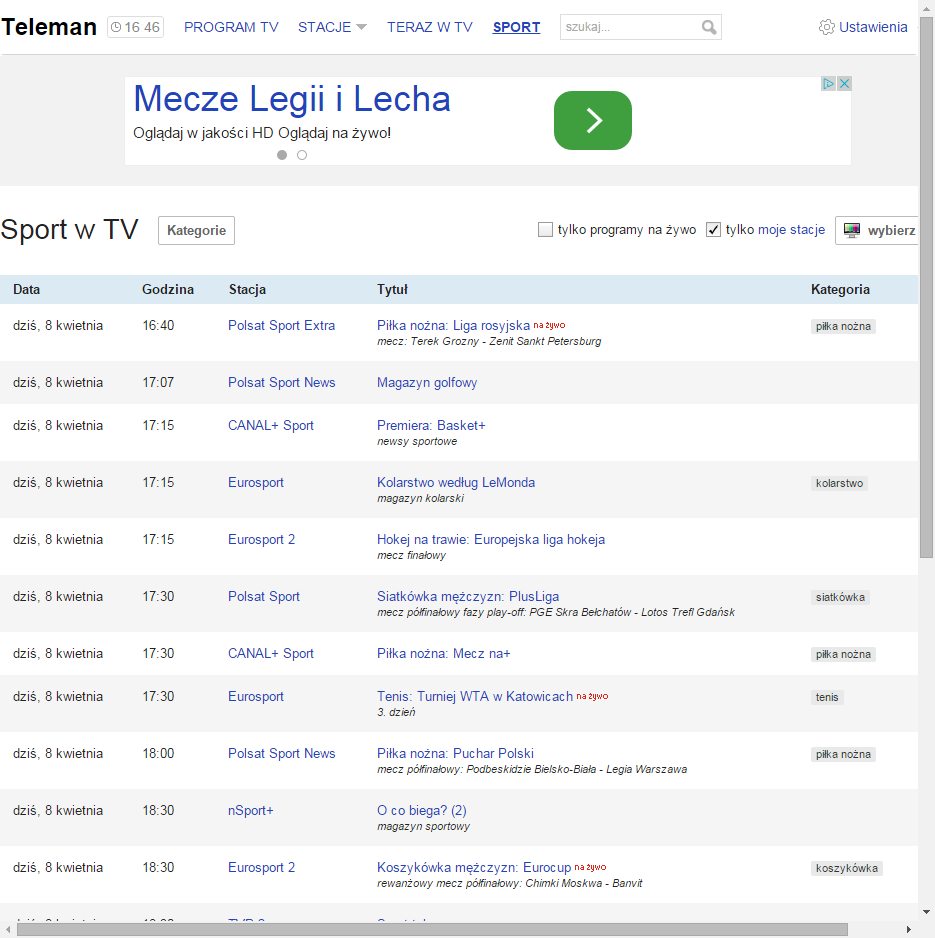 Teleman 16 46 PROGRAM TV STACJE TERAZ W TV SPORT szukaj... Ustawienia
Mecze Legii i Lecha
Oglądaj w jakości HD Oglądaj na żywo!
Sport w TV Kategorie tylko programy na żywo tylko moje stacje wybierz
Data Godzina Stacja Tytuł Kategoria
dziś, 8 kwietnia 16:40 Polsat Sport Extra Piłka nożna: Liga rosyjska na żywo piłka nożna
mecz: Terek Grozny - Zenit Sankt Petersburg
dziś, 8 kwietnia 17:07 Polsat Sport News Magazyn golfowy
dziś, 8 kwietnia 17:15 CANAL+ Sport Premiera: Basket+
newsy sportowe
dziś, 8 kwietnia 17:15 Eurosport Kolarstwo według LeMonda kolarstwo
magazyn kolarski
dziś, 8 kwietnia 17:15 Eurosport 2 Hokej na trawie: Europejska liga hokeja
mecz finałowy
dziś, 8 kwietnia 17:30 Polsat Sport Siatkówka mężczyzn: PlusLiga siatkówka
mecz półfinałowy fazy play-off: PGE Skra Bełchatów - Lotos Trefl Gdańsk
dziś, 8 kwietnia 17:30 CANAL+ Sport Piłka nożna: Mecz na+ piłka nożna
dziś, 8 kwietnia 17:30 Eurosport Tenis: Turniej WTA w Katowicach na żywo tenis
3. dzień
dziś, 8 kwietnia 18:00 Polsat Sport News Piłka nożna: Puchar Polski piłka nożna
mecz półfinałowy: Podbeskidzie Bielsko-Biała - Legia Warszawa
dziś, 8 kwietnia 18:30 nSport+ O co biega? (2)
magazyn sportowy
dziś, 8 kwietnia 18:30 Eurosport 2 Koszykówka mężczyzn: Eurocup na żywo koszykówka
rewanżowy mecz półfinałowy: Chimki Moskwa - Banvit
dziś, 8 kwietnia